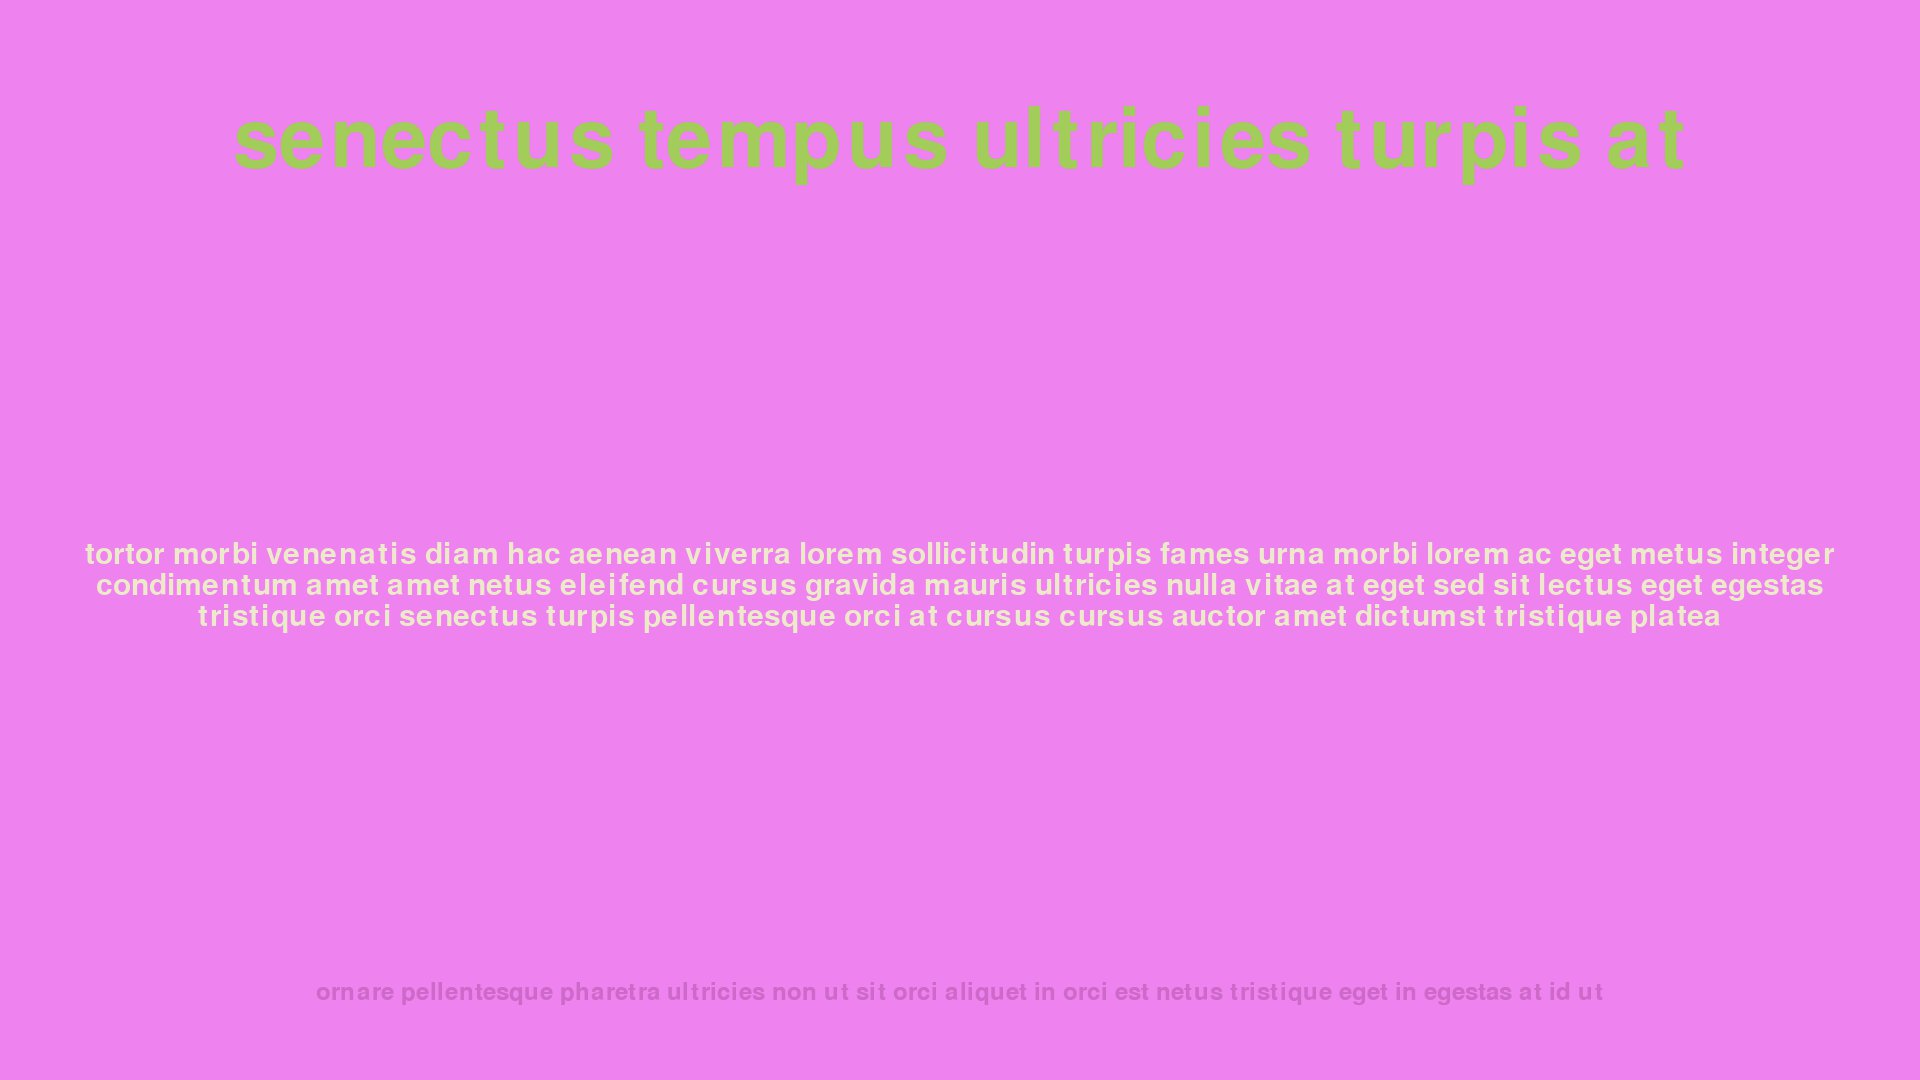 senectus tempus ultricies turpis at
tortor morbi venenatis diam hac aenean viverra lorem sollicitudin turpis fames urna morbi lorem ac eget metus integer
condimentum amet amet netus eleifend cursus gravida mauris ultricies nulla vitae at eget sed sit lectus eget egestas
tristique orci senectus turpis pellentesque orci at cursus cursus auctor amet dictumst tristique platea
ornare pellentesque pharetra ultricies non ut sit orci aliquet in orci est netus tristique eget in egestas at id ut